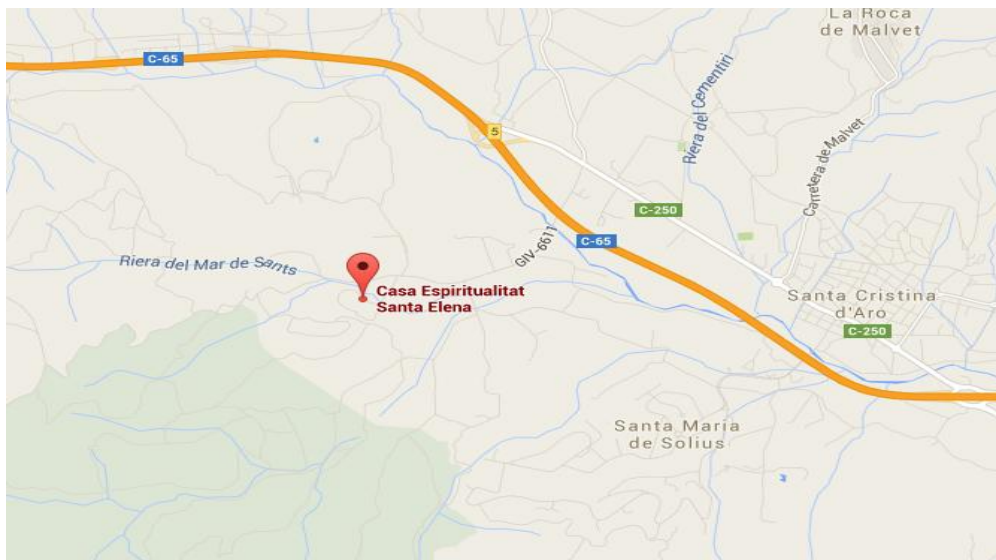 La Roca
de Malvet
C-65
Riera del Cementiri
5
Carretera de Malvet
C-250
GIV-6611
C-65
Riera del Mar de Sants
Casa Espiritualitat
Santa Elena
Santa Cristina
d'Aro
C-250
Santa Maria
de Solius